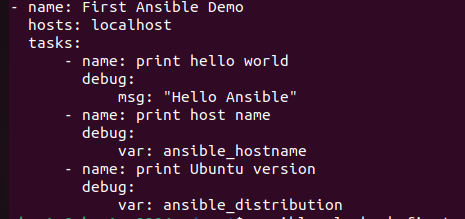 - name: First Ansible Demo
  hosts: localhost
  tasks:
      - name: print hello world
        debug:
            msg: "Hello Ansible"
      - name: print host name
        debug:
            var: ansible_hostname
      - name: print Ubuntu version
        debug:
            var: ansible_distribution